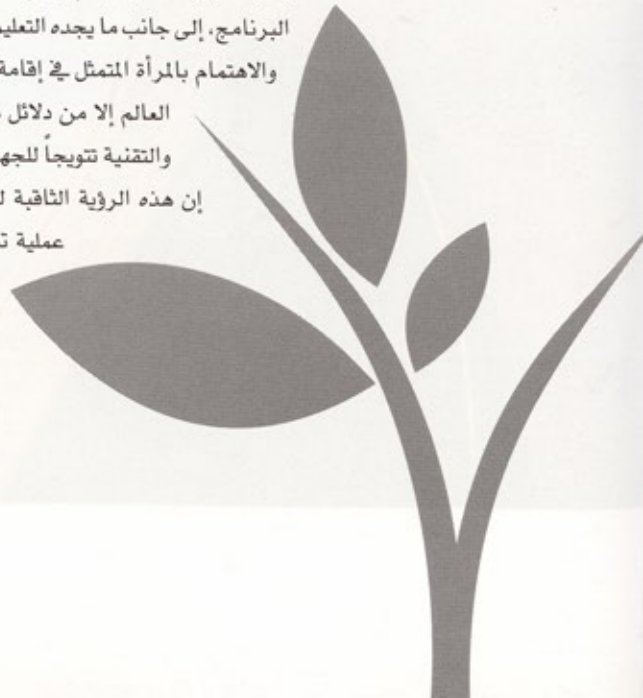 البرنامج، إلى جانب ما يجده التعليم
والاهتمام بالمرأة المتمثل في إقامة
العالم إلا من دلائل
والتقنية تتويجاً للجه
إن هذه الرؤية الثاقبة ل
عملية ت